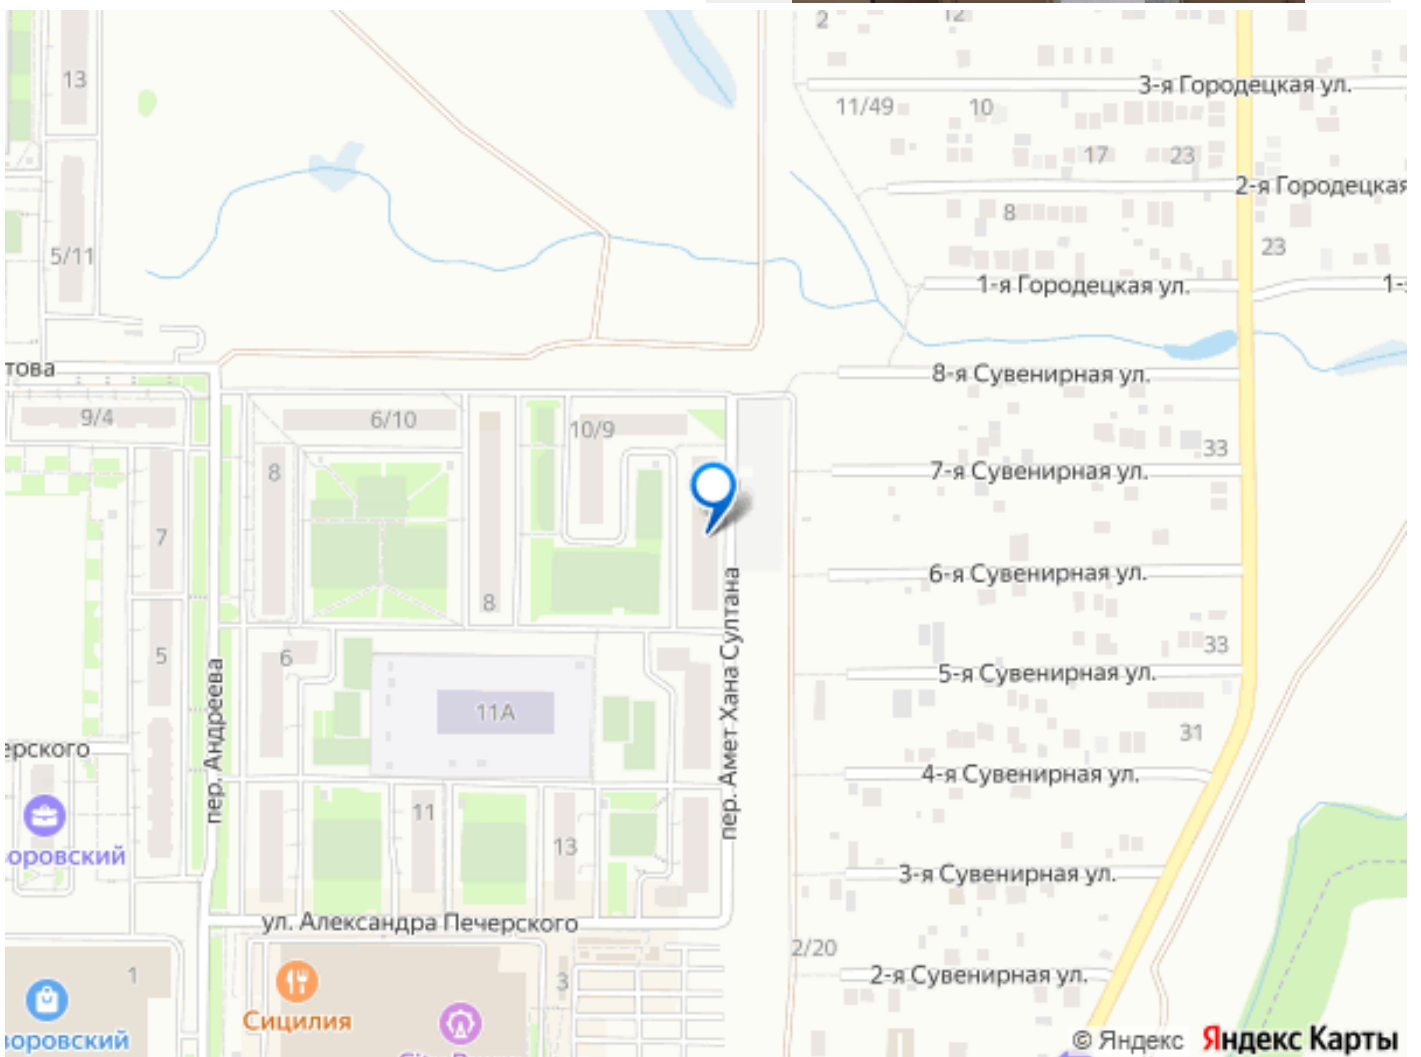 2
12
13
3-я Городецкая ул.
11/49
10
17
23
2-я Городецкая
8
5/11
23
1-я Городецкая ул.
1-я
това
8-я Сувенирная ул.
9/4
6/10
10/9
33
8
7-я Сувенирная ул.
7
6-я Сувенирная ул.
8
пер. Амет Хана Султана
33
5
6
5-я Сувенирная ул.
пер. Андреева
11А
31
ерского
4-я Сувенирная ул.
11
13
воровский
3-я Сувенирная ул.
ул. Александра Печерского
2/20
1
3
2-я Сувенирная ул.
Сицилия
воровский
© Яндекс Яндекс Карты